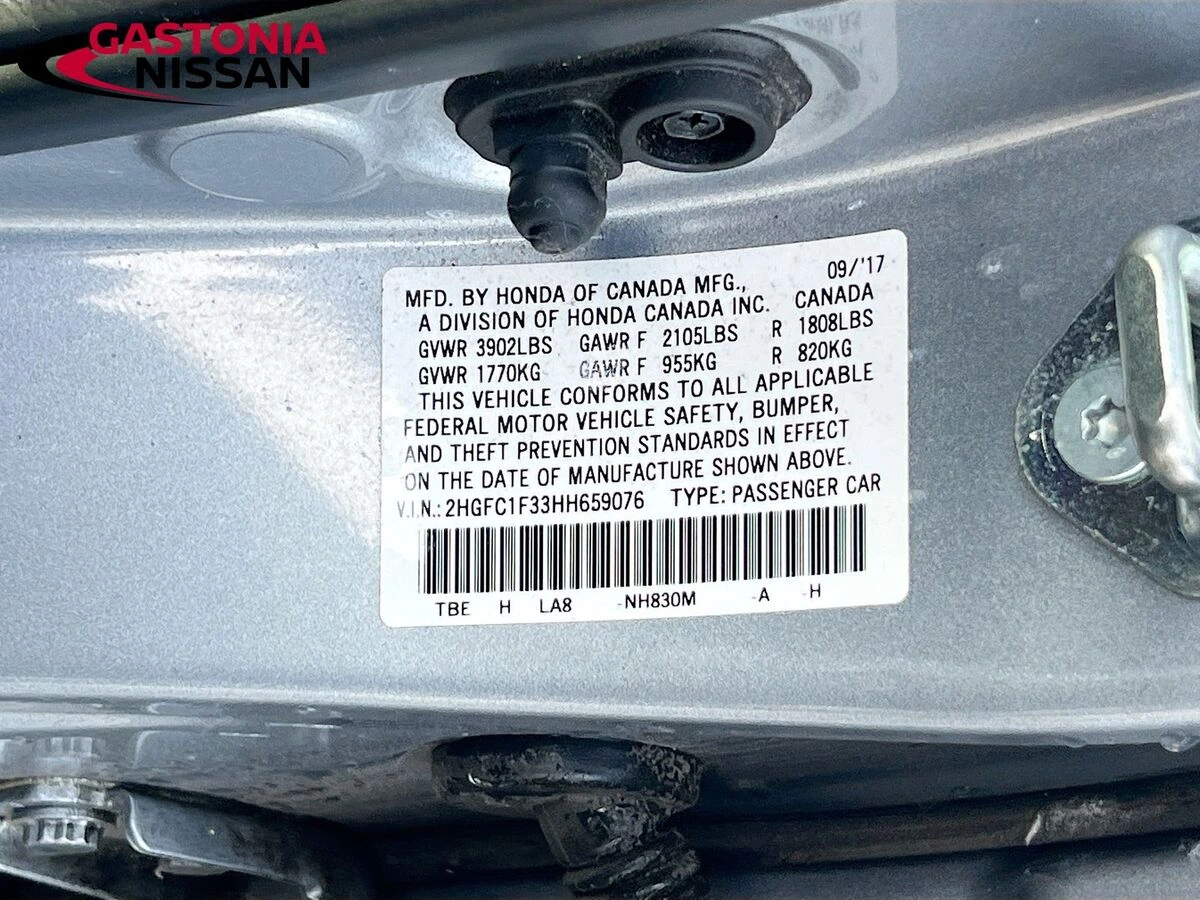 GASTONIA
NISSAN
09/'17
MFD. BY HONDA OF CANADA MFG.,
A DIVISION OF HONDA CANADA INC. CANADA
GVWR 3902LBS GAWR F 2105LBS R 1808LBS
GVWR 1770KG GAWR F 955KG R 820KG
THIS VEHICLE CONFORMS TO ALL APPLICABLE
FEDERAL MOTOR VEHICLE SAFETY, BUMPER,
AND THEFT PREVENTION STANDARDS IN EFFECT
ON THE DATE OF MANUFACTURE SHOWN ABOVE.
V.I.N.: 2HGFC1F33HH659076 TYPE: PASSENGER CAR
TBE H LA8 -NH830M -A -H